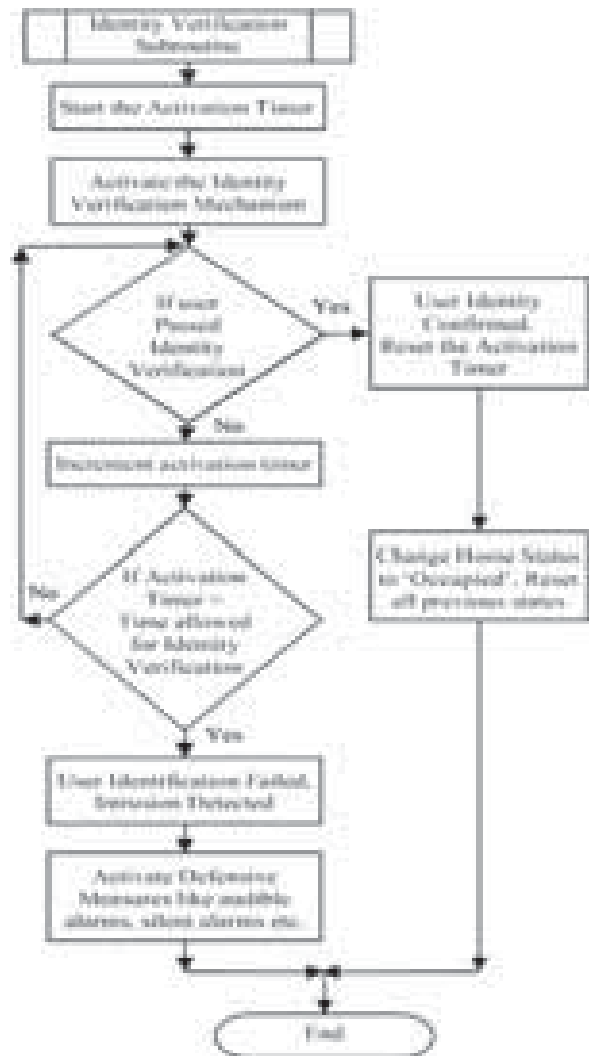 Identity Verification
Subroutine
Start the Activation Timer
Activate the Identity
Verification Mechanism
If user
Passed
Identity
Verification
Yes
User Identity
Confirmed.
Reset the Activation
Timer
No
Increment activation timer
If Activation
Timer =
Time allowed
for Identity
Verification
No
Change Home Status
to 'Occupied'. Reset
all previous states
Yes
User Identification Failed.
Intrusion Detected
Activate Defensive
Measures like audible
alarms, silent alarms etc.
End